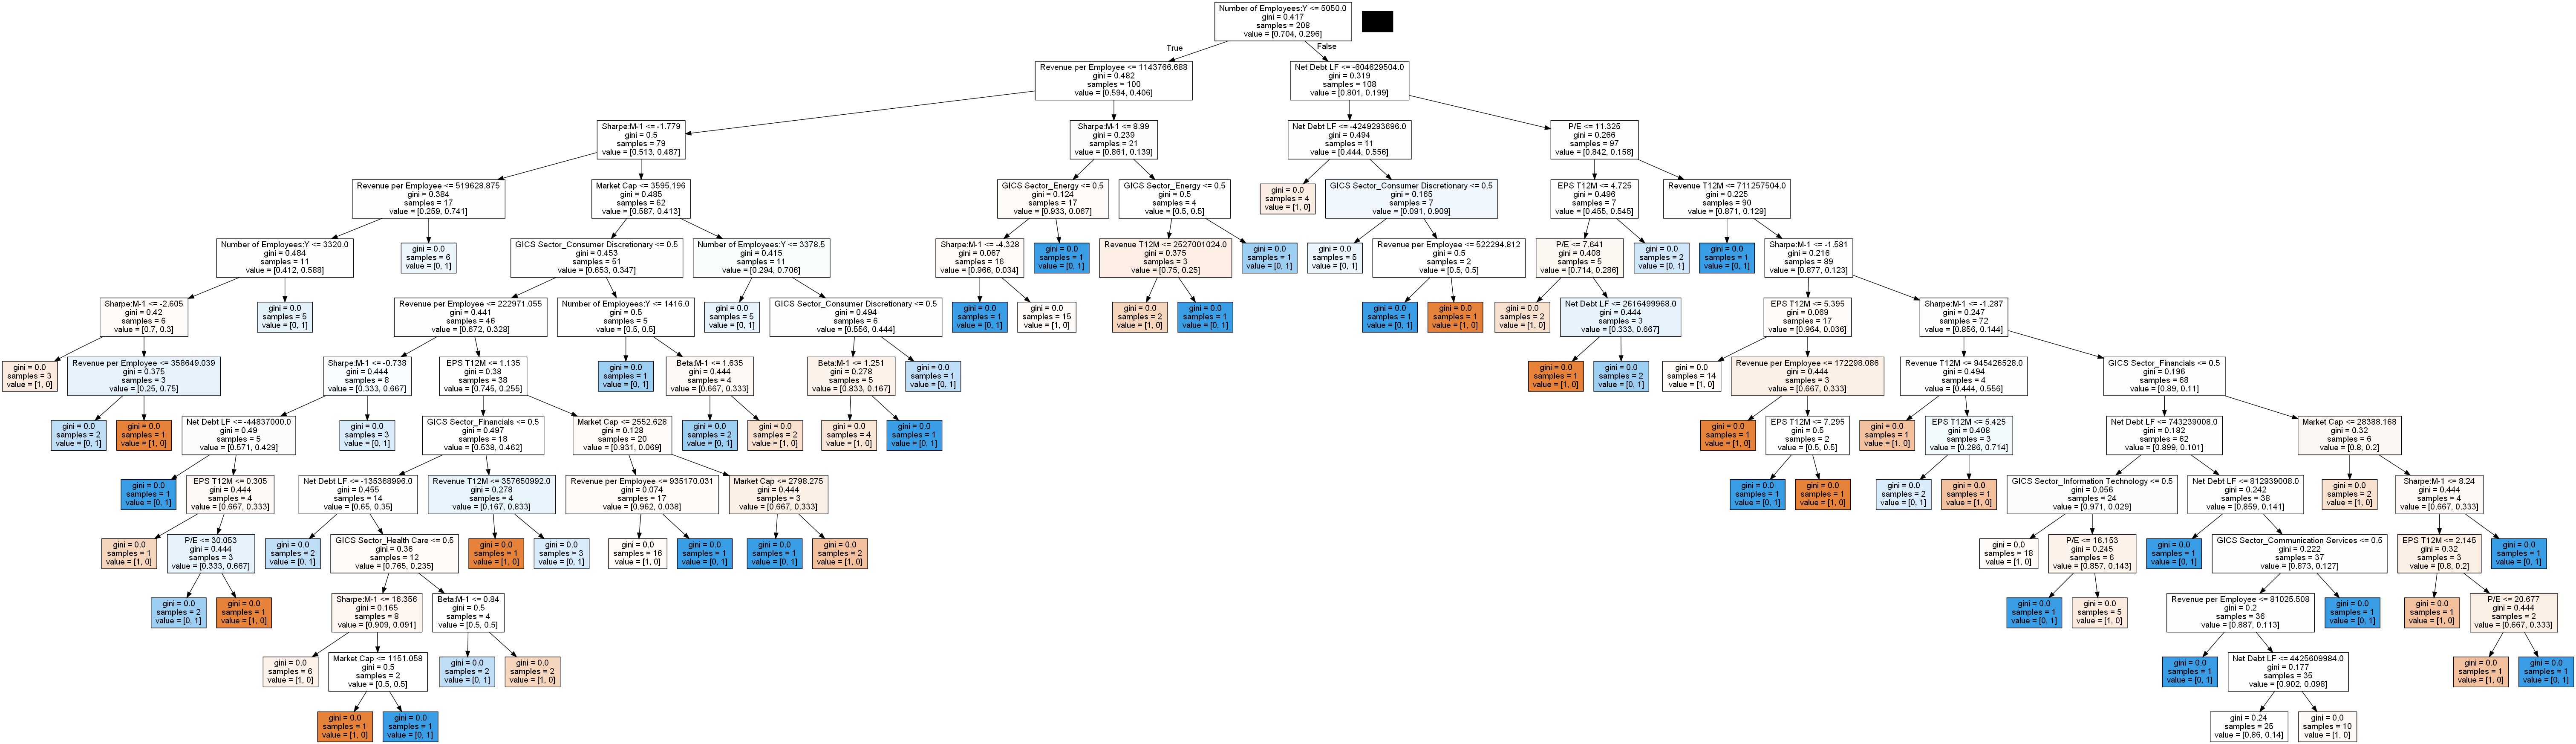 Number of Employees:Y <= 5050.0
gini = 0.417
samples = 208
value = [0.704, 0.296]
True
False
Revenue per Employee <= 1143766.688
gini = 0.482
samples = 100
value = [0.594, 0.406]
Net Debt LF <= -604629504.0
gini = 0.319
samples = 108
value = [0.801, 0.199]
Sharpe:M-1 <= -1.779
gini = 0.5
samples = 79
value = [0.513, 0.487]
Sharpe:M-1 <= 8.99
gini = 0.239
samples = 21
value = [0.861, 0.139]
Net Debt LF <= -4249293696.0
gini = 0.494
samples = 11
value = [0.444, 0.556]
P/E <= 11.325
gini = 0.266
samples = 97
value = [0.842, 0.158]
Revenue per Employee <= 519628.875
gini = 0.384
samples = 17
value = [0.259, 0.741]
Market Cap <= 3595.196
gini = 0.485
samples = 62
value = [0.587, 0.413]
GICS Sector_Energy <= 0.5
gini = 0.124
samples = 17
value = [0.933, 0.067]
GICS Sector_Energy <= 0.5
gini = 0.5
samples = 4
value = [0.5, 0.5]
gini = 0.0
samples = 4
value = [1, 0]
GICS Sector_Consumer Discretionary <= 0.5
gini = 0.165
samples = 7
value = [0.091, 0.909]
EPS T12M <= 4.725
gini = 0.496
samples = 7
value = [0.455, 0.545]
Revenue T12M <= 711257504.0
gini = 0.225
samples = 90
value = [0.871, 0.129]
Number of Employees:Y <= 3320.0
gini = 0.484
samples = 11
value = [0.412, 0.588]
gini = 0.0
samples = 6
value = [0, 1]
GICS Sector_Consumer Discretionary <= 0.5
gini = 0.453
samples = 51
value = [0.653, 0.347]
Number of Employees:Y <= 3378.5
gini = 0.415
samples = 11
value = [0.294, 0.706]
Sharpe:M-1 <= -4.328
gini = 0.067
samples = 16
value = [0.966, 0.034]
gini = 0.0
samples = 1
value = [0, 1]
Revenue T12M <= 2527001024.0
gini = 0.375
samples = 3
value = [0.75, 0.25]
gini = 0.0
samples = 1
value = [0, 1]
gini = 0.0
samples = 5
value = [0, 1]
Revenue per Employee <= 522294.812
gini = 0.5
samples = 2
value = [0.5, 0.5]
P/E <= 7.641
gini = 0.408
samples = 5
value = [0.714, 0.286]
gini = 0.0
samples = 2
value = [0, 1]
gini = 0.0
samples = 1
value = [0, 1]
Sharpe:M-1 <= -1.581
gini = 0.216
samples = 89
value = [0.877, 0.123]
Sharpe:M-1 <= -2.605
gini = 0.42
samples = 6
value = [0.7, 0.3]
gini = 0.0
samples = 5
value = [0, 1]
Revenue per Employee <= 222971.055
gini = 0.441
samples = 46
value = [0.672, 0.328]
Number of Employees:Y <= 1416.0
gini = 0.5
samples = 5
value = [0.5, 0.5]
gini = 0.0
samples = 5
value = [0, 1]
GICS Sector_Consumer Discretionary <= 0.5
gini = 0.494
samples = 6
value = [0.556, 0.444]
gini = 0.0
samples = 1
value = [0, 1]
gini = 0.0
samples = 15
value = [1, 0]
gini = 0.0
samples = 2
value = [1, 0]
gini = 0.0
samples = 1
value = [0, 1]
gini = 0.0
samples = 1
value = [0, 1]
gini = 0.0
samples = 1
value = [1, 0]
gini = 0.0
samples = 2
value = [1, 0]
Net Debt LF <= 2616499968.0
gini = 0.444
samples = 3
value = [0.333, 0.667]
EPS T12M <= 5.395
gini = 0.069
samples = 17
value = [0.964, 0.036]
Sharpe:M-1 <= -1.287
gini = 0.247
samples = 72
value = [0.856, 0.144]
gini = 0.0
samples = 3
value = [1, 0]
Revenue per Employee <= 358649.039
gini = 0.375
samples = 3
value = [0.25, 0.75]
Sharpe:M-1 <= -0.738
gini = 0.444
samples = 8
value = [0.333, 0.667]
EPS T12M <= 1.135
gini = 0.38
samples = 38
value = [0.745, 0.255]
gini = 0.0
samples = 1
value = [0, 1]
Beta:M-1 <= 1.635
gini = 0.444
samples = 4
value = [0.667, 0.333]
Beta:M-1 <= 1.251
gini = 0.278
samples = 5
value = [0.833, 0.167]
gini = 0.0
samples = 1
value = [0, 1]
gini = 0.0
samples = 1
value = [1, 0]
gini = 0.0
samples = 2
value = [0, 1]
gini = 0.0
samples = 14
value = [1, 0]
Revenue per Employee <= 172298.086
gini = 0.444
samples = 3
value = [0.667, 0.333]
Revenue T12M <= 945426528.0
gini = 0.494
samples = 4
value = [0.444, 0.556]
GICS Sector_Financials <= 0.5
gini = 0.196
samples = 68
value = [0.89, 0.11]
gini = 0.0
samples = 2
value = [0, 1]
gini = 0.0
samples = 1
value = [1, 0]
Net Debt LF <= -44837000.0
gini = 0.49
samples = 5
value = [0.571, 0.429]
gini = 0.0
samples = 3
value = [0, 1]
GICS Sector_Financials <= 0.5
gini = 0.497
samples = 18
value = [0.538, 0.462]
Market Cap <= 2552.628
gini = 0.128
samples = 20
value = [0.931, 0.069]
gini = 0.0
samples = 2
value = [0, 1]
gini = 0.0
samples = 2
value = [1, 0]
gini = 0.0
samples = 4
value = [1, 0]
gini = 0.0
samples = 1
value = [0, 1]
gini = 0.0
samples = 1
value = [1, 0]
EPS T12M <= 7.295
gini = 0.5
samples = 2
value = [0.5, 0.5]
gini = 0.0
samples = 1
value = [1, 0]
EPS T12M <= 5.425
gini = 0.408
samples = 3
value = [0.286, 0.714]
Net Debt LF <= 743239008.0
gini = 0.182
samples = 62
value = [0.899, 0.101]
Market Cap <= 28388.168
gini = 0.32
samples = 6
value = [0.8, 0.2]
gini = 0.0
samples = 1
value = [0, 1]
EPS T12M <= 0.305
gini = 0.444
samples = 4
value = [0.667, 0.333]
Net Debt LF <= -135368996.0
gini = 0.455
samples = 14
value = [0.65, 0.35]
Revenue T12M <= 357650992.0
gini = 0.278
samples = 4
value = [0.167, 0.833]
Revenue per Employee <= 935170.031
gini = 0.074
samples = 17
value = [0.962, 0.038]
Market Cap <= 2798.275
gini = 0.444
samples = 3
value = [0.667, 0.333]
gini = 0.0
samples = 1
value = [0, 1]
gini = 0.0
samples = 1
value = [1, 0]
gini = 0.0
samples = 2
value = [0, 1]
gini = 0.0
samples = 1
value = [1, 0]
GICS Sector_Information Technology <= 0.5
gini = 0.056
samples = 24
value = [0.971, 0.029]
Net Debt LF <= 812939008.0
gini = 0.242
samples = 38
value = [0.859, 0.141]
gini = 0.0
samples = 2
value = [1, 0]
Sharpe:M-1 <= 8.24
gini = 0.444
samples = 4
value = [0.667, 0.333]
gini = 0.0
samples = 1
value = [1, 0]
P/E <= 30.053
gini = 0.444
samples = 3
value = [0.333, 0.667]
gini = 0.0
samples = 2
value = [0, 1]
GICS Sector_Health Care <= 0.5
gini = 0.36
samples = 12
value = [0.765, 0.235]
gini = 0.0
samples = 1
value = [1, 0]
gini = 0.0
samples = 3
value = [0, 1]
gini = 0.0
samples = 16
value = [1, 0]
gini = 0.0
samples = 1
value = [0, 1]
gini = 0.0
samples = 1
value = [0, 1]
gini = 0.0
samples = 2
value = [1, 0]
gini = 0.0
samples = 18
value = [1, 0]
P/E <= 16.153
gini = 0.245
samples = 6
value = [0.857, 0.143]
gini = 0.0
samples = 1
value = [0, 1]
GICS Sector_Communication Services <= 0.5
gini = 0.222
samples = 37
value = [0.873, 0.127]
EPS T12M <= 2.145
gini = 0.32
samples = 3
value = [0.8, 0.2]
gini = 0.0
samples = 1
value = [0, 1]
gini = 0.0
samples = 2
value = [0, 1]
gini = 0.0
samples = 1
value = [1, 0]
Sharpe:M-1 <= 16.356
gini = 0.165
samples = 8
value = [0.909, 0.091]
Beta:M-1 <= 0.84
gini = 0.5
samples = 4
value = [0.5, 0.5]
gini = 0.0
samples = 1
value = [0, 1]
gini = 0.0
samples = 5
value = [1, 0]
Revenue per Employee <= 81025.508
gini = 0.2
samples = 36
value = [0.887, 0.113]
gini = 0.0
samples = 1
value = [0, 1]
gini = 0.0
samples = 1
value = [1, 0]
P/E <= 20.677
gini = 0.444
samples = 2
value = [0.667, 0.333]
gini = 0.0
samples = 6
value = [1, 0]
Market Cap <= 1151.058
gini = 0.5
samples = 2
value = [0.5, 0.5]
gini = 0.0
samples = 2
value = [0, 1]
gini = 0.0
samples = 2
value = [1, 0]
gini = 0.0
samples = 1
value = [0, 1]
Net Debt LF <= 4425609984.0
gini = 0.177
samples = 35
value = [0.902, 0.098]
gini = 0.0
samples = 1
value = [1, 0]
gini = 0.0
samples = 1
value = [0, 1]
gini = 0.0
samples = 1
value = [1, 0]
gini = 0.0
samples = 1
value = [0, 1]
gini = 0.24
samples = 25
value = [0.86, 0.14]
gini = 0.0
samples = 10
value = [1, 0]